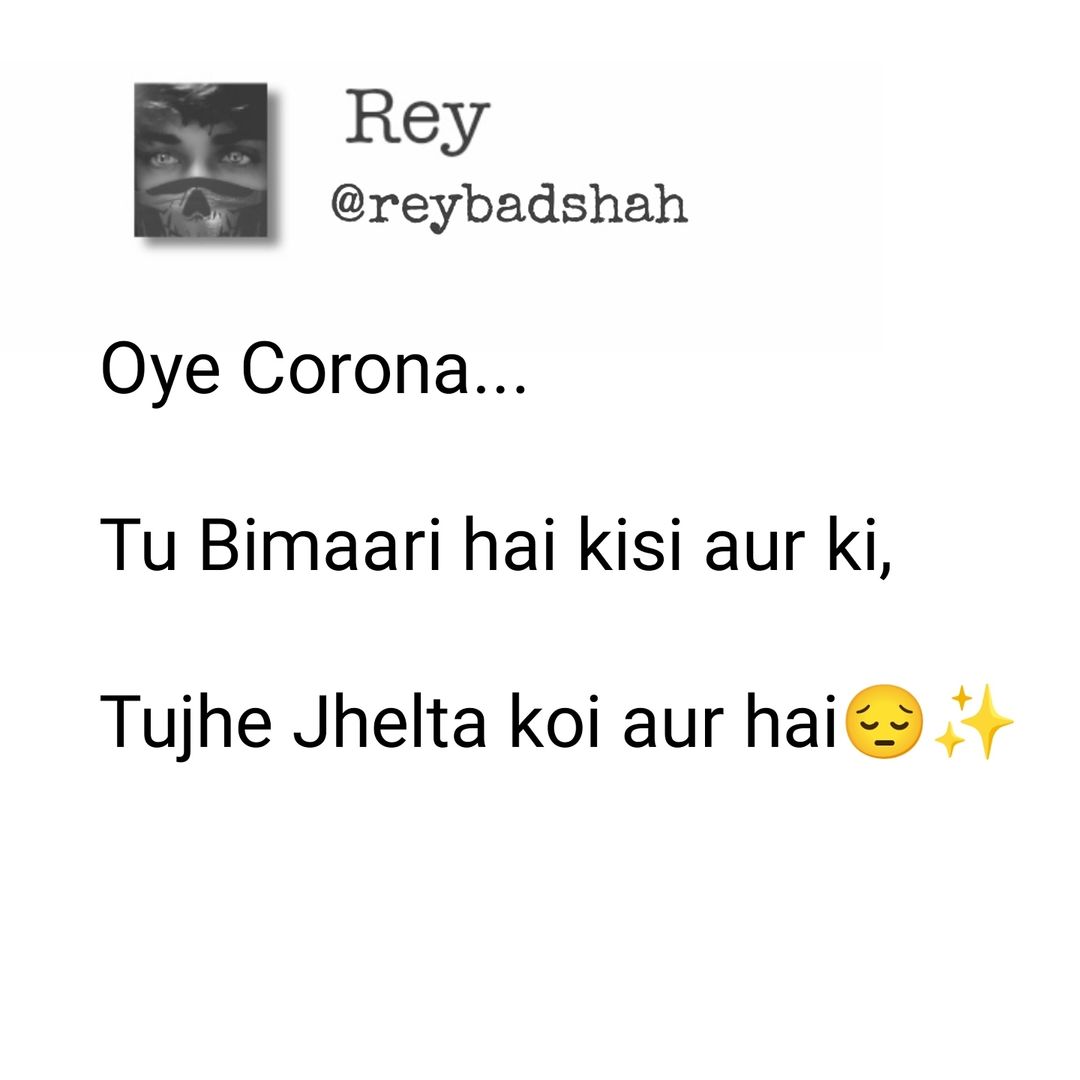 Rey
@reybadshah
Oye Corona...
Tu Bimaari hai kisi aur ki,
Tujhe Jhelta koi aur hai😔✨